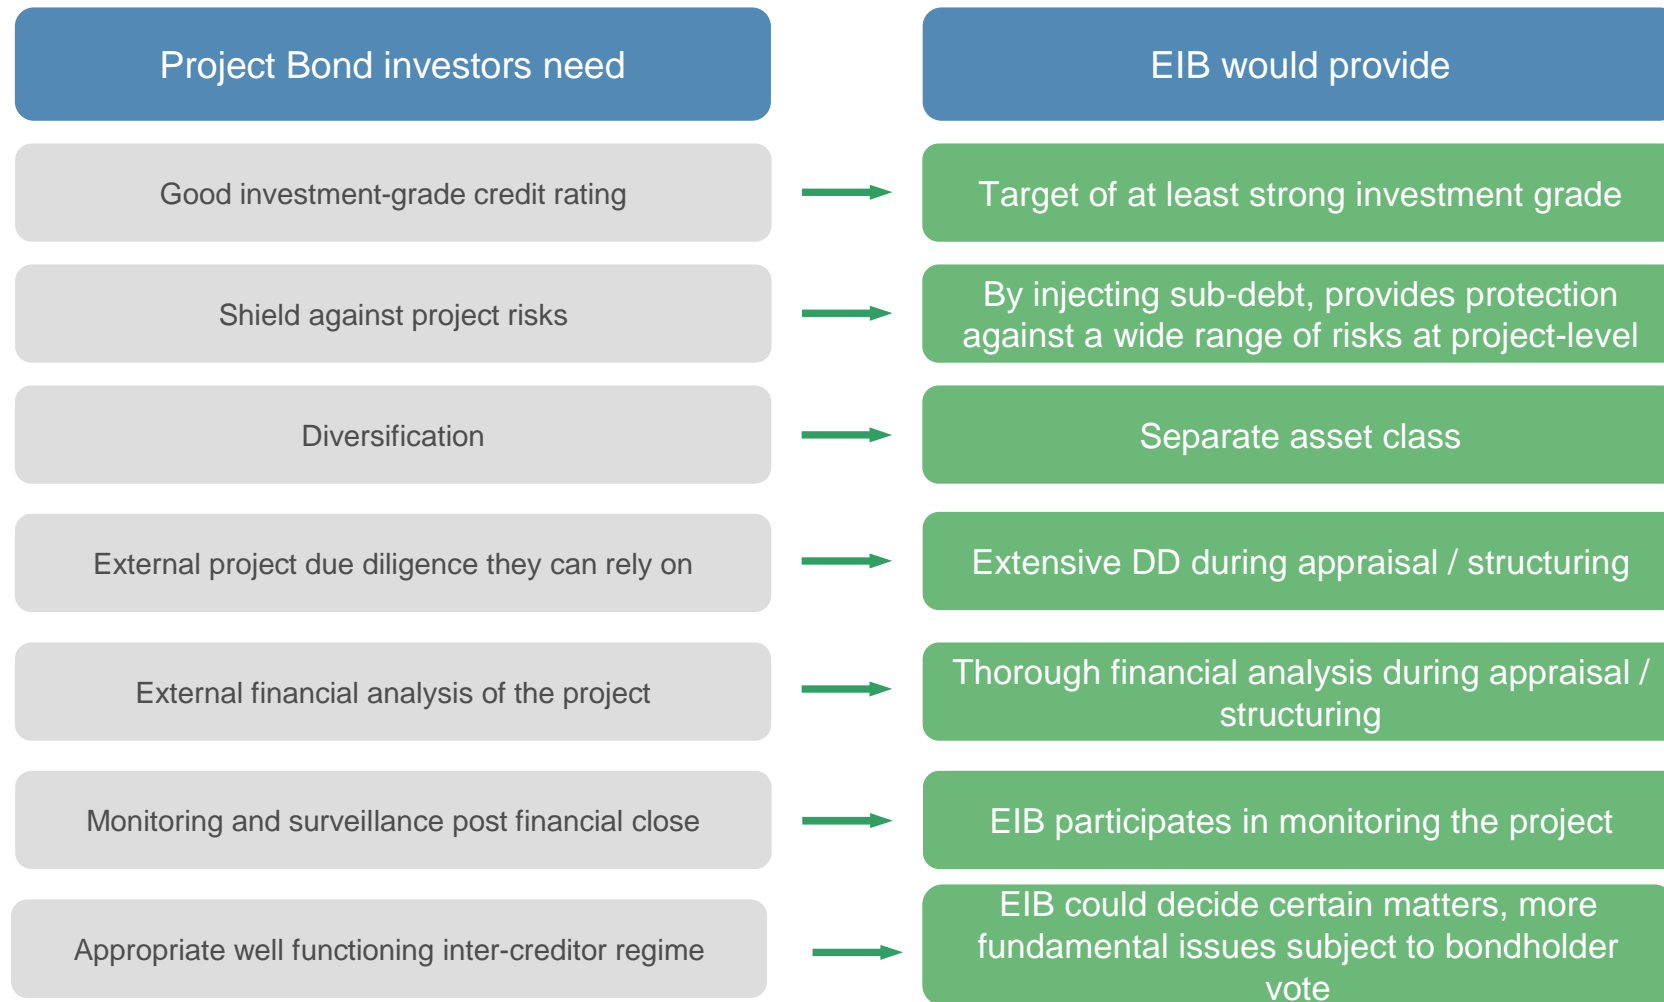 Project Bond investors need
EIB would provide
Good investment-grade credit rating
Target of at least strong investment grade
Shield against project risks
By injecting sub-debt, provides protection
against a wide range of risks at project-level
Diversification
Separate asset class
External project due diligence they can rely on
Extensive DD during appraisal / structuring
External financial analysis of the project
Thorough financial analysis during appraisal /
structuring
Monitoring and surveillance post financial close
EIB participates in monitoring the project
Appropriate well functioning inter-creditor regime
EIB could decide certain matters, more
fundamental issues subject to bondholder
vote